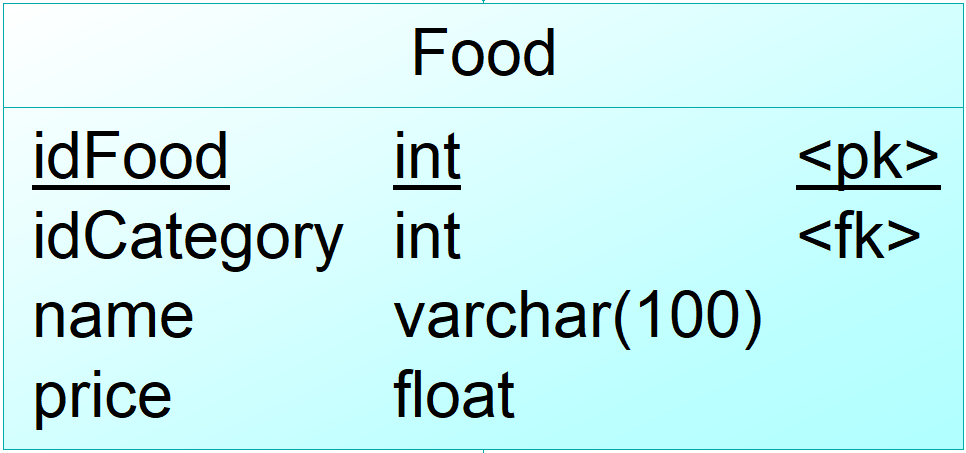 Food
idFood int <pk>
idCategory int <fk>
name varchar(100)
price float